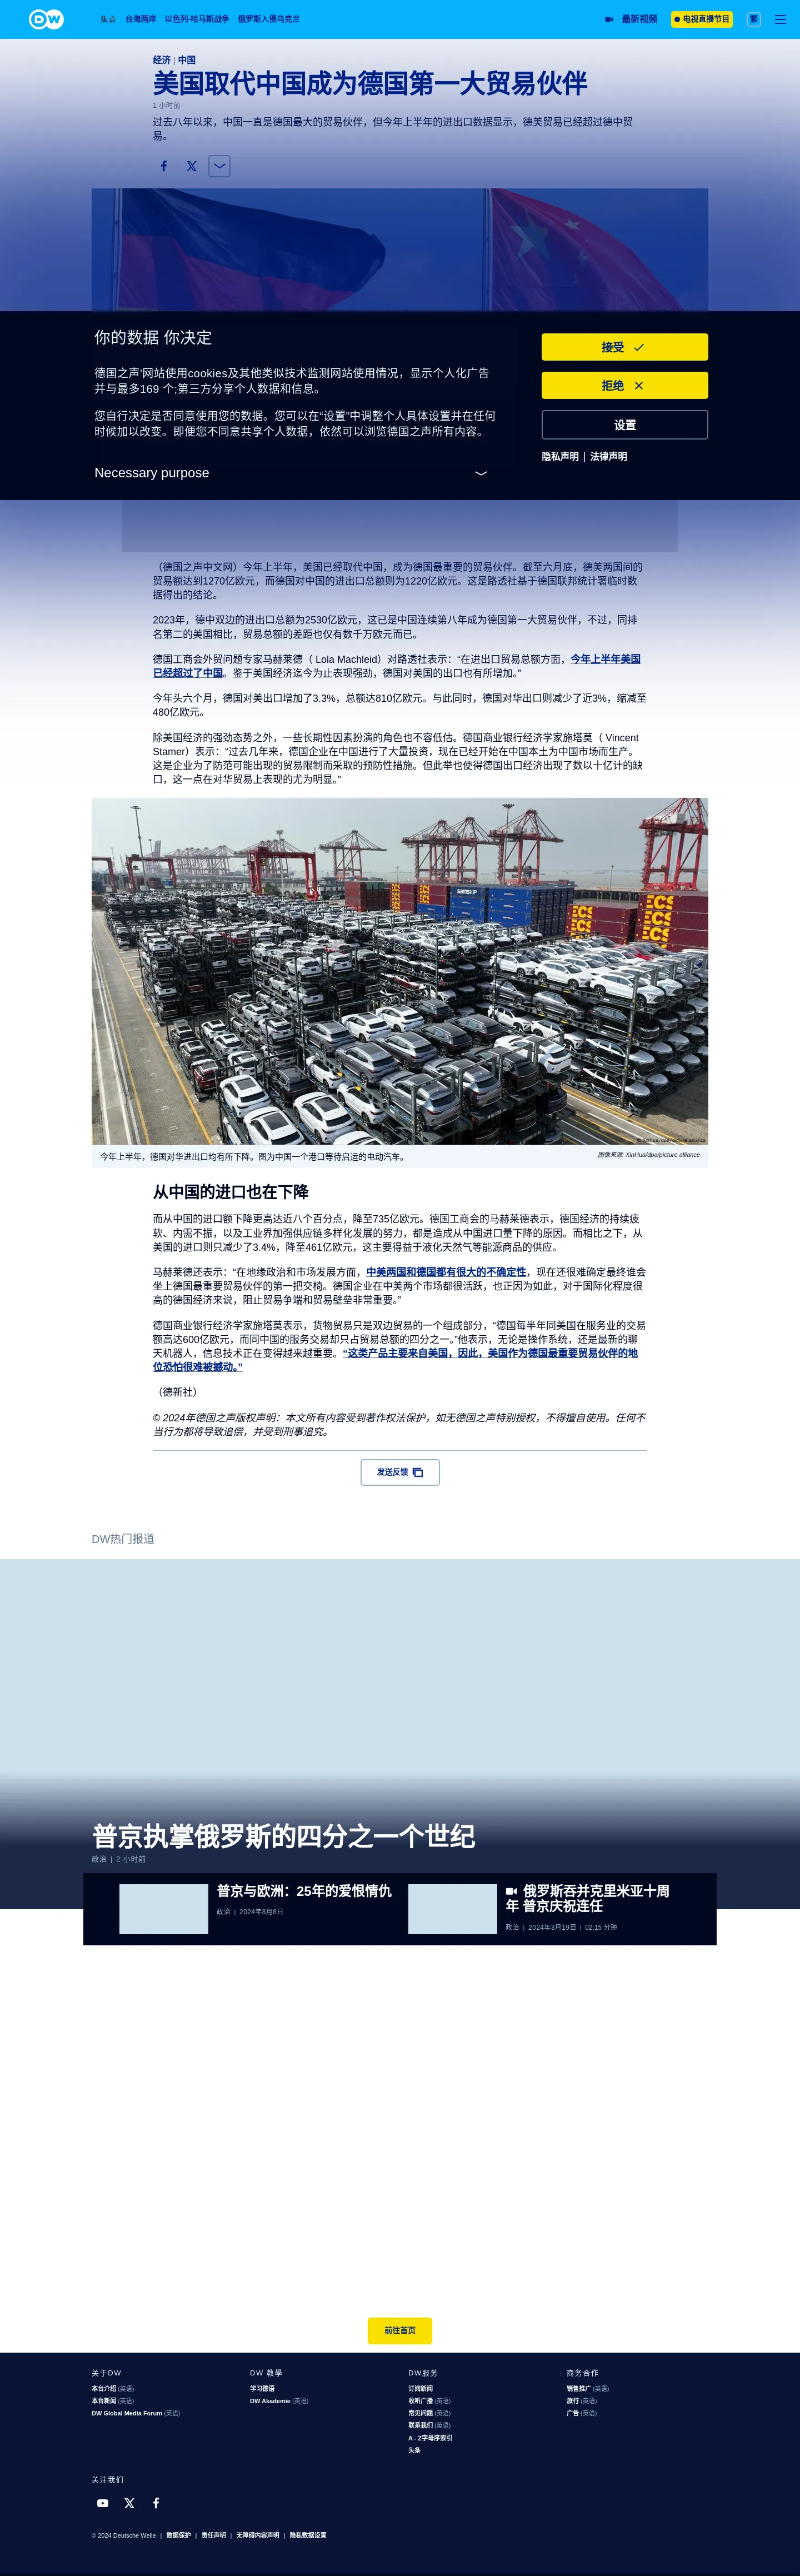 DW
焦点 台海两岸 以色列-哈马斯战争 俄罗斯入侵乌克兰 最新视频 电视直播节目 繁
经济 | 中国
美国取代中国成为德国第一大贸易伙伴
1 小时前
过去八年以来，中国一直是德国最大的贸易伙伴，但今年上半年的进出口数据显示，德美贸易已经超过德中贸
易。
你的数据 你决定
德国之声'网站使用cookies及其他类似技术监测网站使用情况，显示个人化广告
并与最多169 个;第三方分享个人数据和信息。
您自行决定是否同意使用您的数据。您可以在“设置”中调整个人具体设置并在任何
时候加以改变。即便您不同意共享个人数据，依然可以浏览德国之声所有内容。
Necessary purpose
接受
拒绝
设置
隐私声明 | 法律声明
（德国之声中文网）今年上半年，美国已经取代中国，成为德国最重要的贸易伙伴。截至六月底，德美两国间的
贸易额达到1270亿欧元，而德国对中国的进出口总额则为1220亿欧元。这是路透社基于德国联邦统计署临时数
据得出的结论。
2023年，德中双边的进出口总额为2530亿欧元，这已是中国连续第八年成为德国第一大贸易伙伴，不过，同排
名第二的美国相比，贸易总额的差距也仅有数千万欧元而已。
德国工商会外贸问题专家马赫莱德（ Lola Machleid）对路透社表示：“在进出口贸易总额方面，今年上半年美国
已经超过了中国。鉴于美国经济迄今为止表现强劲，德国对美国的出口也有所增加。”
今年头六个月，德国对美出口增加了3.3%，总额达810亿欧元。与此同时，德国对华出口则减少了近3%，缩减至
480亿欧元。
除美国经济的强劲态势之外，一些长期性因素扮演的角色也不容低估。德国商业银行经济学家施塔莫（ Vincent
Stamer）表示：“过去几年来，德国企业在中国进行了大量投资，现在已经开始在中国本土为中国市场而生产。
这是企业为了防范可能出现的贸易限制而采取的预防性措施。但此举也使得德国出口经济出现了数以十亿计的缺
口，这一点在对华贸易上表现的尤为明显。”
今年上半年，德国对华进出口均有所下降。图为中国一个港口等待启运的电动汽车。
图像来源: XinHua/dpa/picture alliance
从中国的进口也在下降
而从中国的进口额下降更高达近八个百分点，降至735亿欧元。德国工商会的马赫莱德表示，德国经济的持续疲
软、内需不振，以及工业界加强供应链多样化发展的努力，都是造成从中国进口量下降的原因。而相比之下，从
美国的进口则只减少了3.4%，降至461亿欧元，这主要得益于液化天然气等能源商品的供应。
马赫莱德还表示：“在地缘政治和市场发展方面，中美两国和德国都有很大的不确定性，现在还很难确定最终谁会
坐上德国最重要贸易伙伴的第一把交椅。德国企业在中美两个市场都很活跃，也正因为如此，对于国际化程度很
高的德国经济来说，阻止贸易争端和贸易壁垒非常重要。”
德国商业银行经济学家施塔莫表示，货物贸易只是双边贸易的一个组成部分，“德国每半年同美国在服务业的交易
额高达600亿欧元，而同中国的服务交易却只占贸易总额的四分之一。”他表示，无论是操作系统，还是最新的聊
天机器人，信息技术正在变得越来越重要。“这类产品主要来自美国，因此，美国作为德国最重要贸易伙伴的地
位恐怕很难被撼动。”
（德新社）
© 2024年德国之声版权声明：本文所有内容受到著作权法保护，如无德国之声特别授权，不得擅自使用。任何不
当行为都将导致追偿，并受到刑事追究。
发送反馈
DW热门报道
普京执掌俄罗斯的四分之一个世纪
政治 | 2 小时前
普京与欧洲：25年的爱恨情仇
政治 | 2024年8月8日
俄罗斯吞并克里米亚十周
年 普京庆祝连任
政治 | 2024年3月19日 | 02:15 分钟
前往首页
关于DW
本台介绍 (英语)
本台新闻 (英语)
DW Global Media Forum (英语)
DW 教學
学习德语
DW Akademie (英语)
DW服务
订阅新闻
收听广播 (英语)
常见问题 (英语)
联系我们 (英语)
A - Z字母序索引
头条
商务合作
销售推广 (英语)
旅行 (英语)
广告 (英语)
关注我们
© 2024 Deutsche Welle | 数据保护 | 责任声明 | 无障碍内容声明 | 隐私数据设置